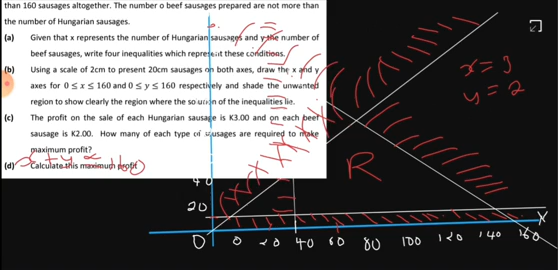 than 160 sausages altogether. The number o beef sausages prepared are not more than
the number of Hungarian sausages.
(a) Given that x represents the number of Hungarian sausages and y the number of
beef sausages, write four inequalities which represent these conditions.
(b) Using a scale of 2cm to present 20cm sausages on both axes, draw the x and y
axes for 0 ≤ x ≤ 160 and 0 ≤ y ≤ 160 respectively and shade the unwanted
region to show clearly the region where the solution of the inequalities lie.
(c) The profit on the sale of each Hungarian sausage is K3.00 and on each beef
sausage is K2.00. How many of each type of sausages are required to make
maximum profit?
(d) Calculate this maximum profit
x + y ≤ 160
x = 3
y = 2
R
40
20
0 0 20 40 60 80 100 120 140 160
X